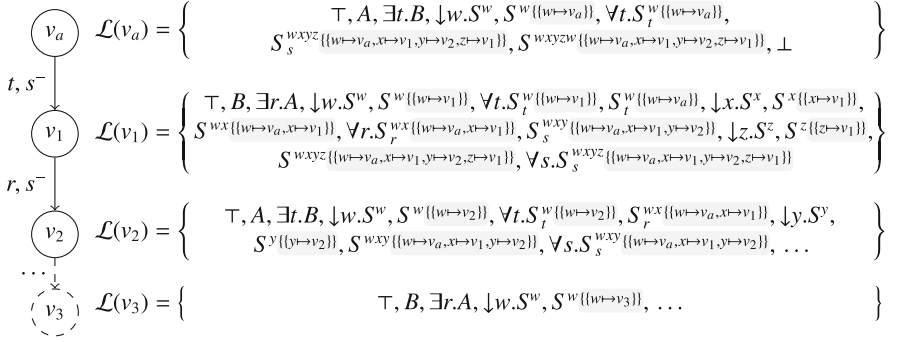 v_a  𝓛(v_a) = { ⊤, A, ∃t.B, ↓w.S^w, S^w{{w↦v_a}}, ∀t.S_t^w{{w↦v_a}},
S_s^wxyz{{w↦v_a,x↦v_1,y↦v_2,z↦v_1}}, S^wxyzw{{w↦v_a,x↦v_1,y↦v_2,z↦v_1}}, ⊥ }
t, s⁻
⊤, B, ∃r.A, ↓w.S^w, S^w{{w↦v_1}}, ∀t.S_t^w{{w↦v_1}}, S_t^w{{w↦v_a}}, ↓x.S^x, S^x{{x↦v_1}},
v_1  𝓛(v_1) = { S^wx{{w↦v_a,x↦v_1}}, ∀r.S_r^wx{{w↦v_a,x↦v_1}}, S_s^wxy{{w↦v_a,x↦v_1,y↦v_2}}, ↓z.S^z, S^z{{z↦v_1}}, }
S^wxyz{{w↦v_a,x↦v_1,y↦v_2,z↦v_1}}, ∀s.S_s^wxyz{{w↦v_a,x↦v_1,y↦v_2,z↦v_1}}
r, s⁻
v_2  𝓛(v_2) = { ⊤, A, ∃t.B, ↓w.S^w, S^w{{w↦v_2}}, ∀t.S_t^w{{w↦v_2}}, S_r^wx{{w↦v_a,x↦v_1}}, ↓y.S^y,
S^y{{y↦v_2}}, S^wxy{{w↦v_a,x↦v_1,y↦v_2}}, ∀s.S_s^wxy{{w↦v_a,x↦v_1,y↦v_2}}, ... }
...
v_3  𝓛(v_3) = { ⊤, B, ∃r.A, ↓w.S^w, S^w{{w↦v_3}}, ... }